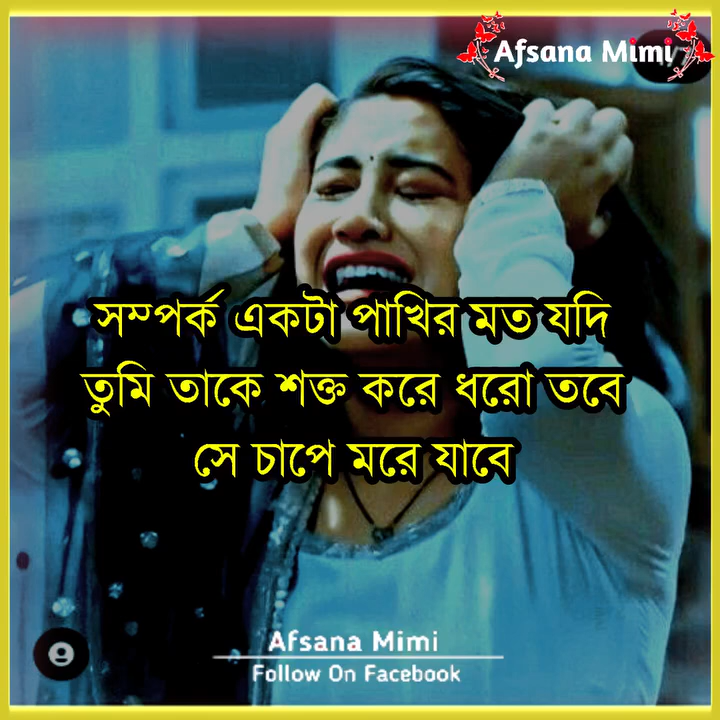 Afsana Mimi
সম্পর্ক একটা পাখির মত যদি
তুমি তাকে শক্ত করে ধরো তবে
সে চাপে মরে যাবে
Afsana Mimi
Follow On Facebook